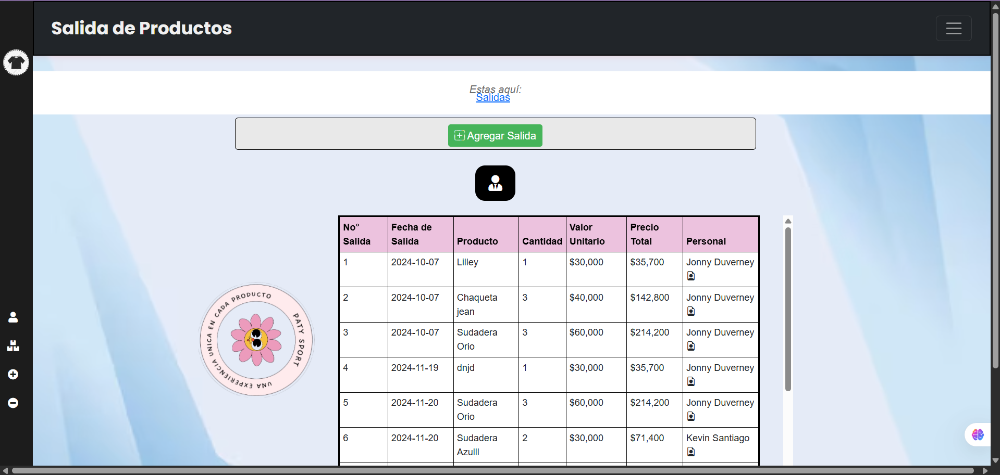 Salida de Productos
Estas aquí:
Salidas
Agregar Salida
No° Salida Fecha de Salida Producto Cantidad Valor Unitario Precio Total Personal
1 2024-10-07 Lilley 1 $30,000 $35,700 Jonny Duverney
2 2024-10-07 Chaqueta jean 3 $40,000 $142,800 Jonny Duverney
3 2024-10-07 Sudadera Orio 3 $60,000 $214,200 Jonny Duverney
4 2024-11-19 dnjd 1 $30,000 $35,700 Jonny Duverney
5 2024-11-20 Sudadera Orio 3 $60,000 $214,200 Jonny Duverney
6 2024-11-20 Sudadera Azulll 2 $30,000 $71,400 Kevin Santiago
UNA EXPERIENCIA UNICA EN CADA PRODUCTO
PATY SPORT